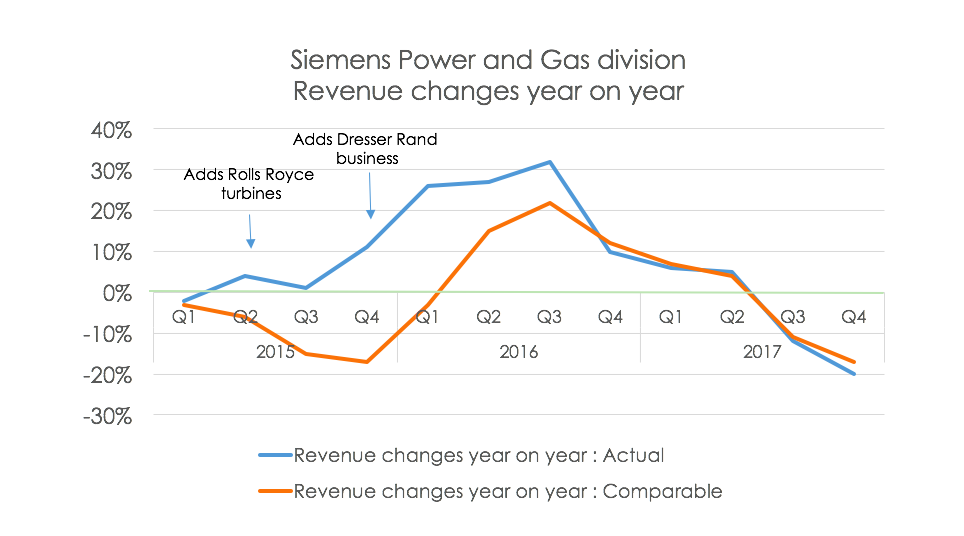 Siemens Power and Gas division
Revenue changes year on year
40%
Adds Dresser Rand
business
30%
Adds Rolls Royce
turbines
20%
10%
0%
Q1 Q2 Q3 Q4 Q1 Q2 Q3 Q4 Q1 Q2 Q3 Q4
-10%
2015 2016 2017
-20%
-30%
Revenue changes year on year : Actual
Revenue changes year on year : Comparable